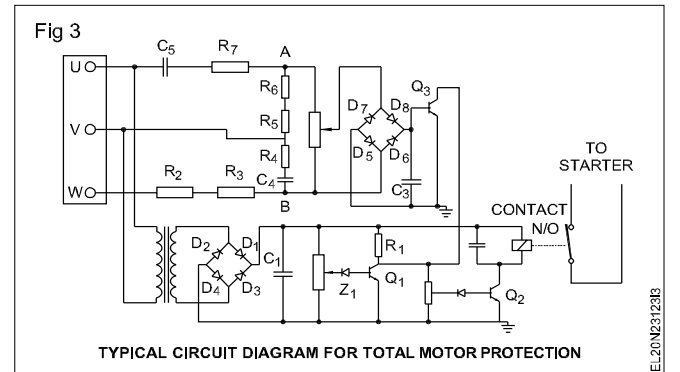 Fig 3
C5 R7 A
U
R6
Q3
D7 D8
R5
V
D5 D6
R4
TO
STARTER
R2 R3 C4 C3
W
B
CONTACT
N/O
D2 D1 C1 R1
D4 D3 Z1 Q1 Q2
TYPICAL CIRCUIT DIAGRAM FOR TOTAL MOTOR PROTECTION
EL20N23123I3